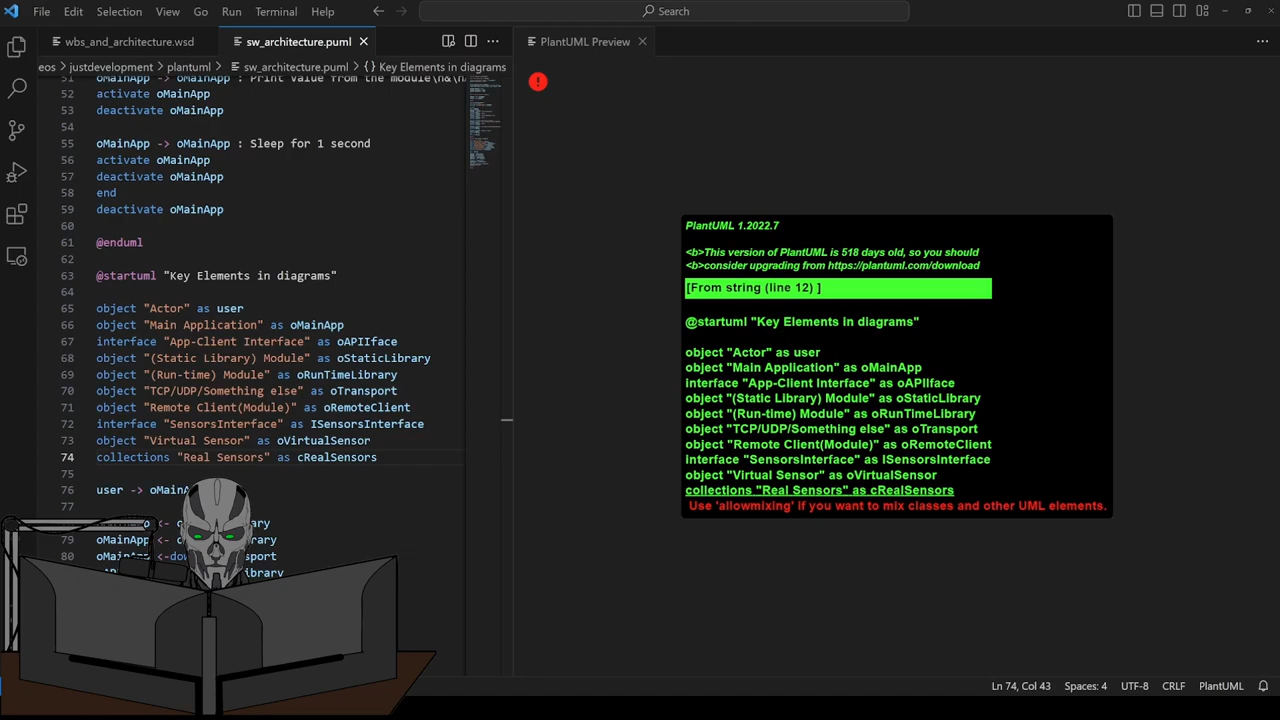 File Edit Selection View Go Run Terminal Help
Search
wbs_and_architecture.wsd
sw_architecture.puml
PlantUML Preview
eos > justdevelopment > plantuml > sw_architecture.puml > {} Key Elements in diagrams
51 oMainApp -> oMainApp : Print value from the module\n&\n
52 activate oMainApp
53 deactivate oMainApp
54
55 oMainApp -> oMainApp : Sleep for 1 second
56 activate oMainApp
57 deactivate oMainApp
58 end
59 deactivate oMainApp
60
61 @enduml
62
63 @startuml "Key Elements in diagrams"
64
65 object "Actor" as user
66 object "Main Application" as oMainApp
67 interface "App-Client Interface" as oAPIIface
68 object "(Static Library) Module" as oStaticLibrary
69 object "(Run-time) Module" as oRunTimeLibrary
70 object "TCP/UDP/Something else" as oTransport
71 object "Remote Client(Module)" as oRemoteClient
72 interface "SensorsInterface" as ISensorsInterface
73 object "Virtual Sensor" as oVirtualSensor
74 collections "Real Sensors" as cRealSensors
75
76 user -> oMainA
77
79 oMainApp <-
80
PlantUML 1.2022.7
<b>This version of PlantUML is 518 days old, so you should
<b>consider upgrading from https://plantuml.com/download
[From string (line 12) ]
@startuml "Key Elements in diagrams"
object "Actor" as user
object "Main Application" as oMainApp
interface "App-Client Interface" as oAPIIface
object "(Static Library) Module" as oStaticLibrary
object "(Run-time) Module" as oRunTimeLibrary
object "TCP/UDP/Something else" as oTransport
object "Remote Client(Module)" as oRemoteClient
interface "SensorsInterface" as ISensorsInterface
object "Virtual Sensor" as oVirtualSensor
collections "Real Sensors" as cRealSensors
Use 'allowmixing' if you want to mix classes and other UML elements.
Ln 74, Col 43 Spaces: 4 UTF-8 CRLF PlantUML